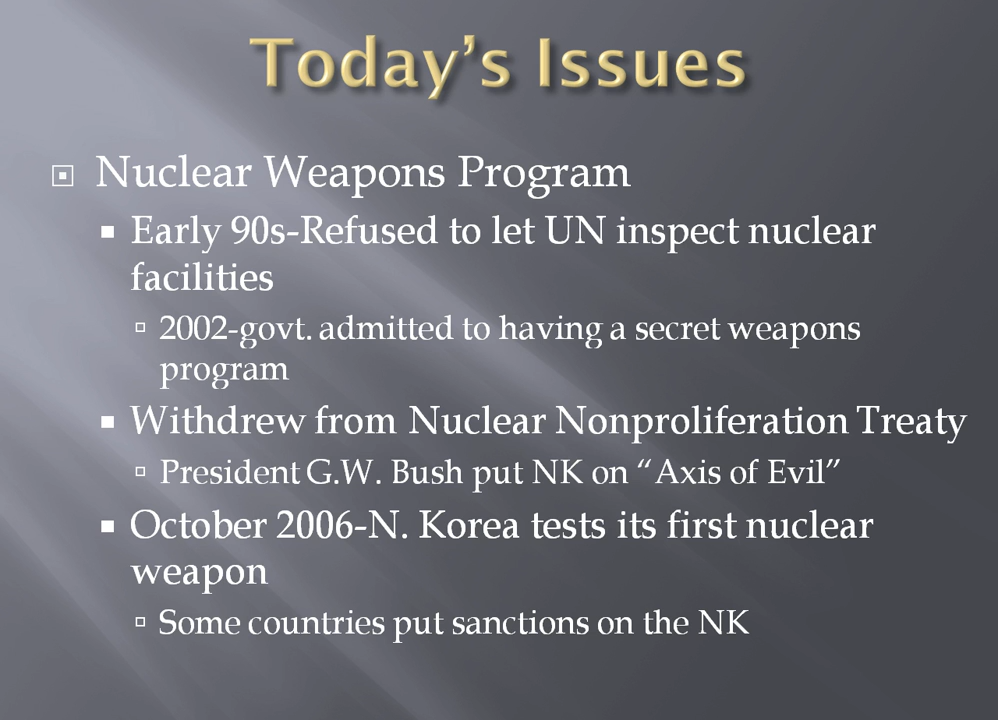 Today’s Issues
Nuclear Weapons Program
Early 90s-Refused to let UN inspect nuclear
facilities
2002-govt. admitted to having a secret weapons
program
Withdrew from Nuclear Nonproliferation Treaty
President G.W. Bush put NK on “Axis of Evil”
October 2006-N. Korea tests its first nuclear
weapon
Some countries put sanctions on the NK